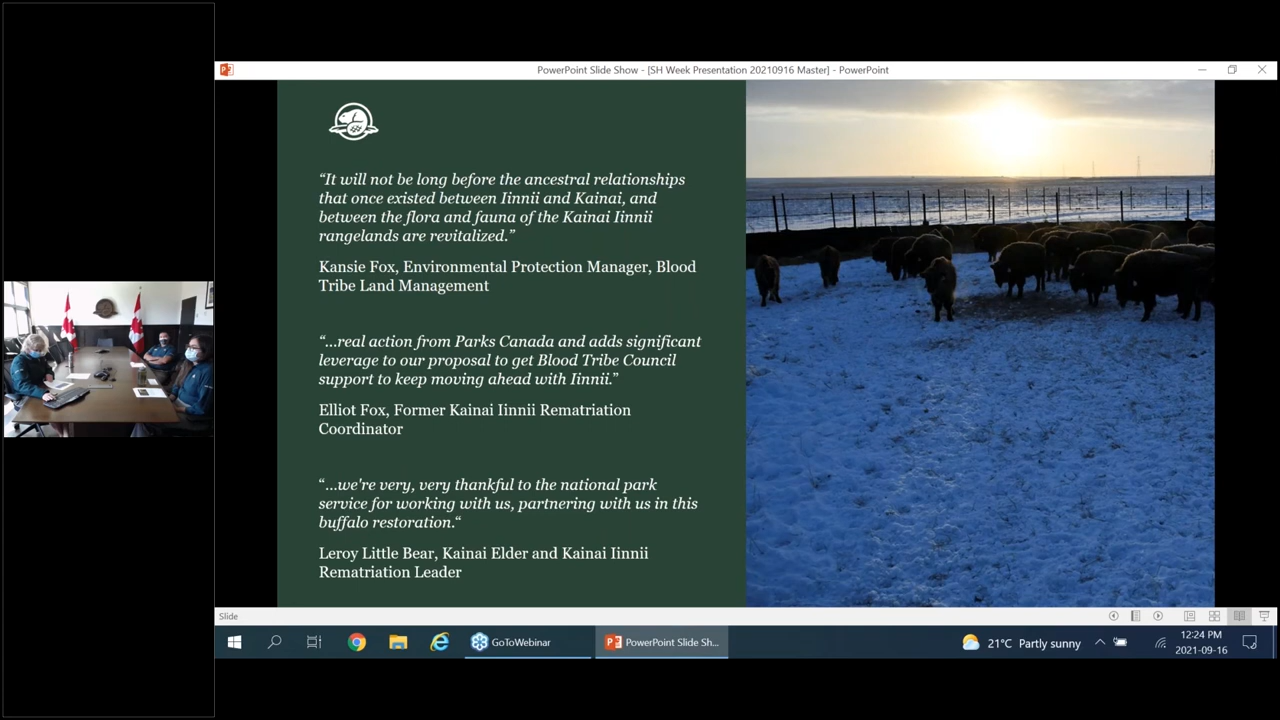 PowerPoint Slide Show - [SH Week Presentation 20210916 Master] - PowerPoint
“It will not be long before the ancestral relationships
that once existed between Iinnii and Kainai, and
between the flora and fauna of the Kainai Iinnii
rangelands are revitalized.”
Kansie Fox, Environmental Protection Manager, Blood
Tribe Land Management
“...real action from Parks Canada and adds significant
leverage to our proposal to get Blood Tribe Council
support to keep moving ahead with Iinnii.”
Elliot Fox, Former Kainai Iinnii Rematriation
Coordinator
“...we're very, very thankful to the national park
service for working with us, partnering with us in this
buffalo restoration.“
Leroy Little Bear, Kainai Elder and Kainai Iinnii
Rematriation Leader
Slide
GoToWebinar
PowerPoint Slide Sh...
21°C Partly sunny
12:24 PM
2021-09-16